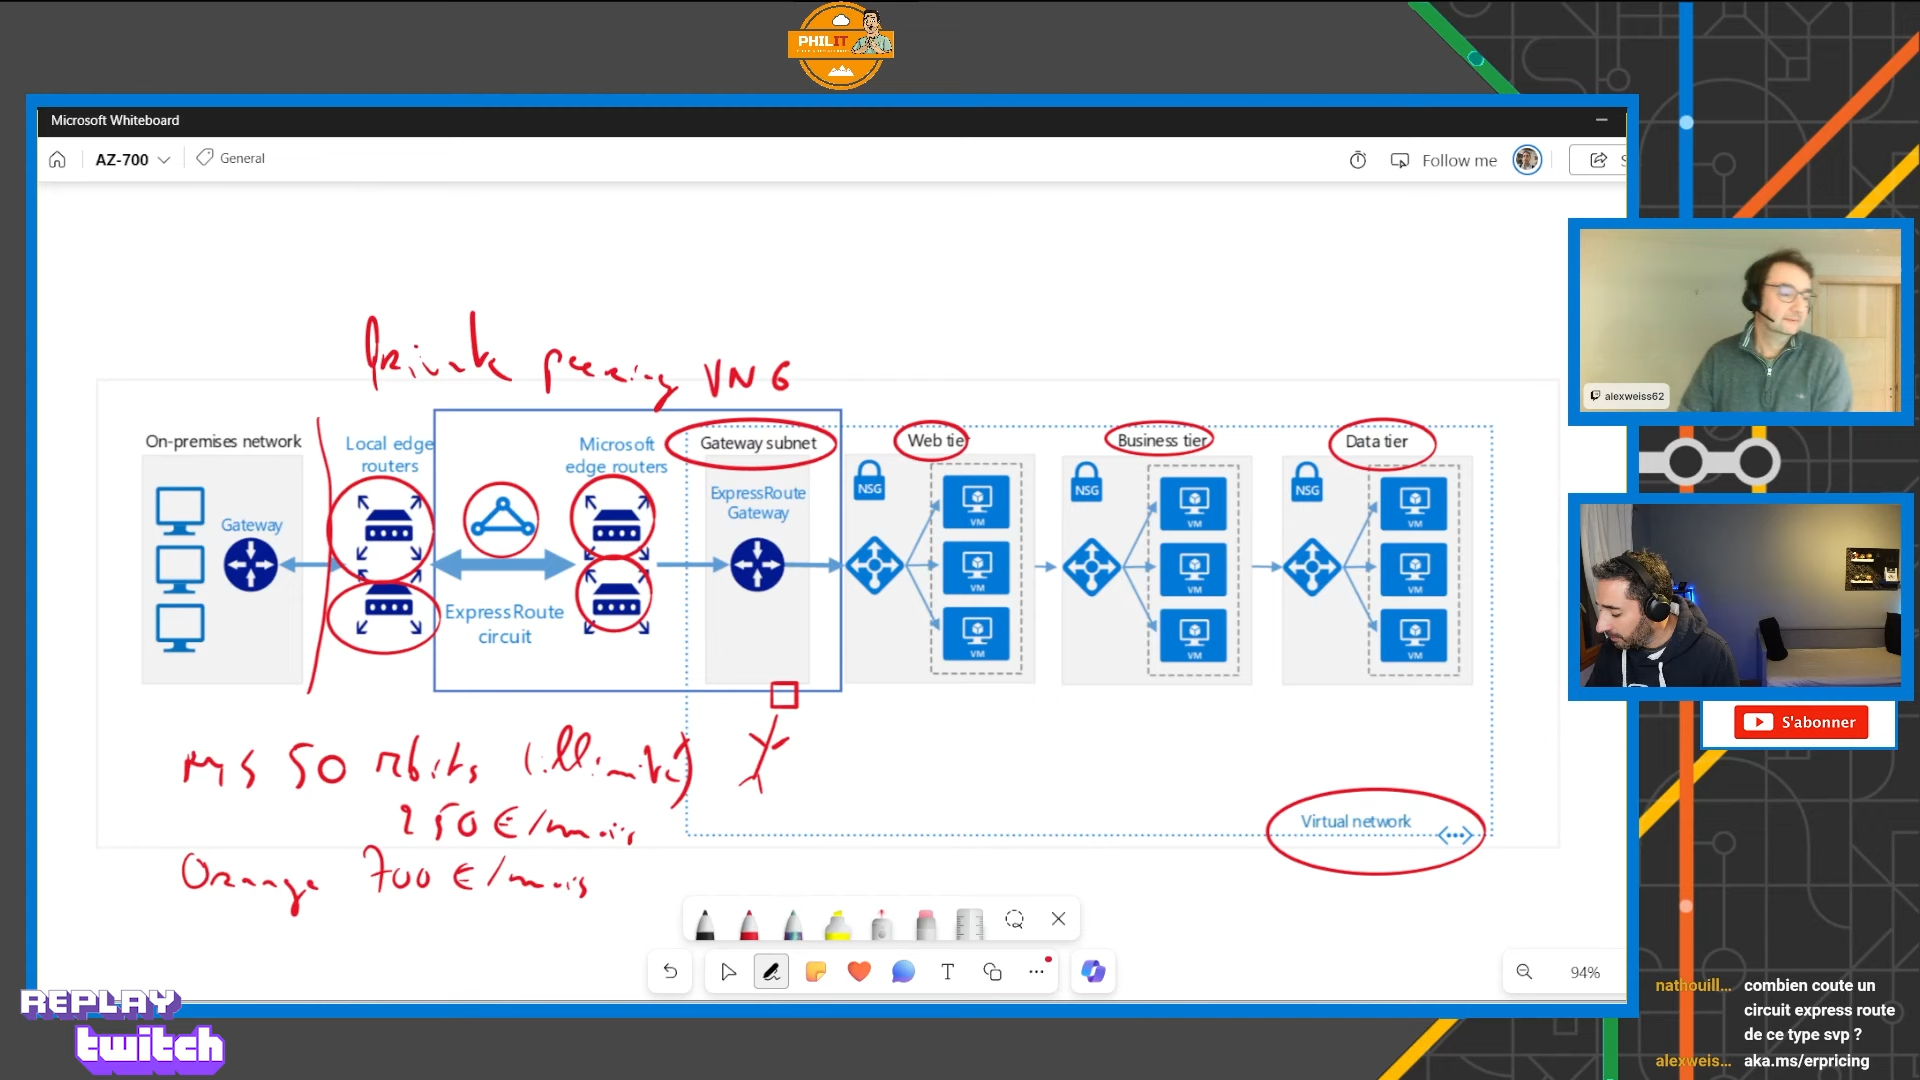 PHILIT
Microsoft Whiteboard
AZ-700
General
Follow me
S
Private peering VNG
On-premises network
Local edge
routers
Microsoft
edge routers
Gateway subnet
Web tier
Business tier
Data tier
Gateway
ExpressRoute
Gateway
NSG
NSG
NSG
VM
VM
VM
VM
VM
VM
VM
VM
VM
ExpressRoute
circuit
MS 50 Mbits (illimité)
250 €/mois
Orange 700 €/mois
Virtual network
94%
alexweiss62
S'abonner
nathouill... combien coute un
circuit express route
de ce type svp ?
alexweis... aka.ms/erpricing
REPLAY
twitch